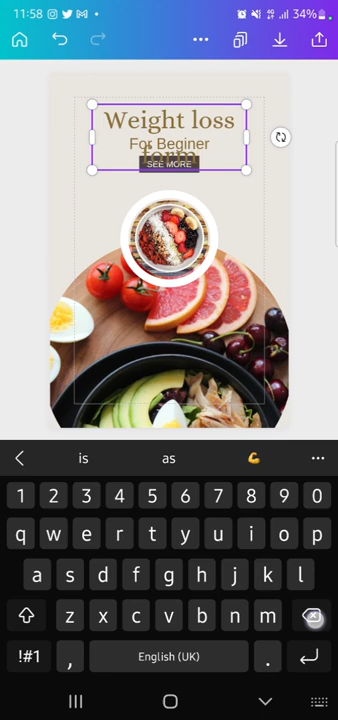 11:58
34%
Weight loss
For Beginer
form
SEE MORE
is as 💪
1 2 3 4 5 6 7 8 9 0
q w e r t y u i o p
a s d f g h j k l
z x c v b n m
!#1 , English (UK) .